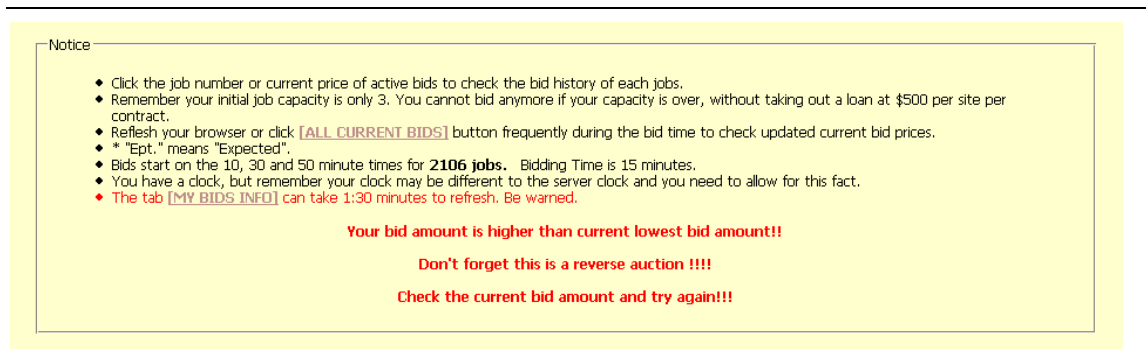 Notice
Click the job number or current price of active bids to check the bid history of each jobs.
Remember your initial job capacity is only 3. You cannot bid anymore if your capacity is over, without taking out a loan at $500 per site per
contract.
Reflesh your browser or click [ALL CURRENT BIDS] button frequently during the bid time to check updated current bid prices.
* "Ept." means "Expected".
Bids start on the 10, 30 and 50 minute times for 2106 jobs. Bidding Time is 15 minutes.
You have a clock, but remember your clock may be different to the server clock and you need to allow for this fact.
The tab [MY BIDS INFO] can take 1:30 minutes to refresh. Be warned.
Your bid amount is higher than current lowest bid amount!!
Don't forget this is a reverse auction !!!!
Check the current bid amount and try again!!!